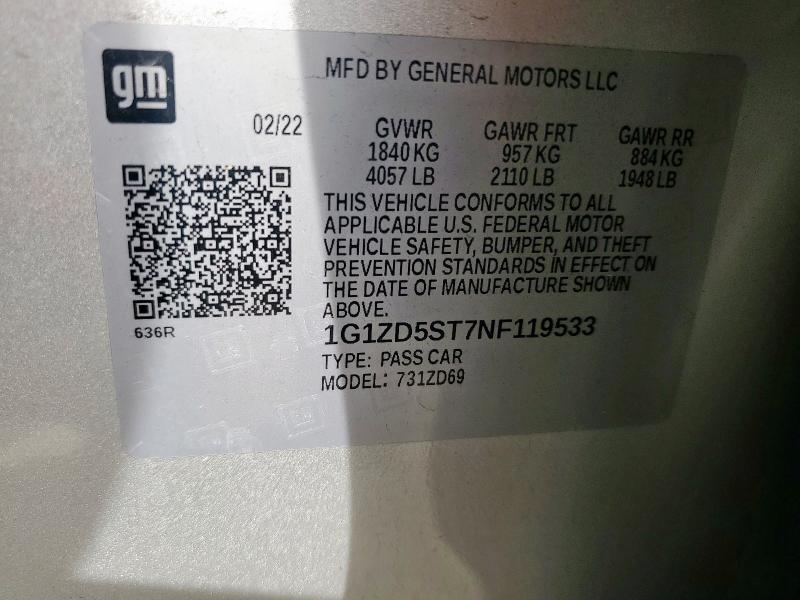 gm
MFD BY GENERAL MOTORS LLC
02/22
GVWR GAWR FRT GAWR RR
1840 KG 957 KG 884 KG
4057 LB 2110 LB 1948 LB
THIS VEHICLE CONFORMS TO ALL
APPLICABLE U.S. FEDERAL MOTOR
VEHICLE SAFETY, BUMPER, AND THEFT
PREVENTION STANDARDS IN EFFECT ON
THE DATE OF MANUFACTURE SHOWN
ABOVE.
636R
1G1ZD5ST7NF119533
TYPE: PASS CAR
MODEL: 731ZD69